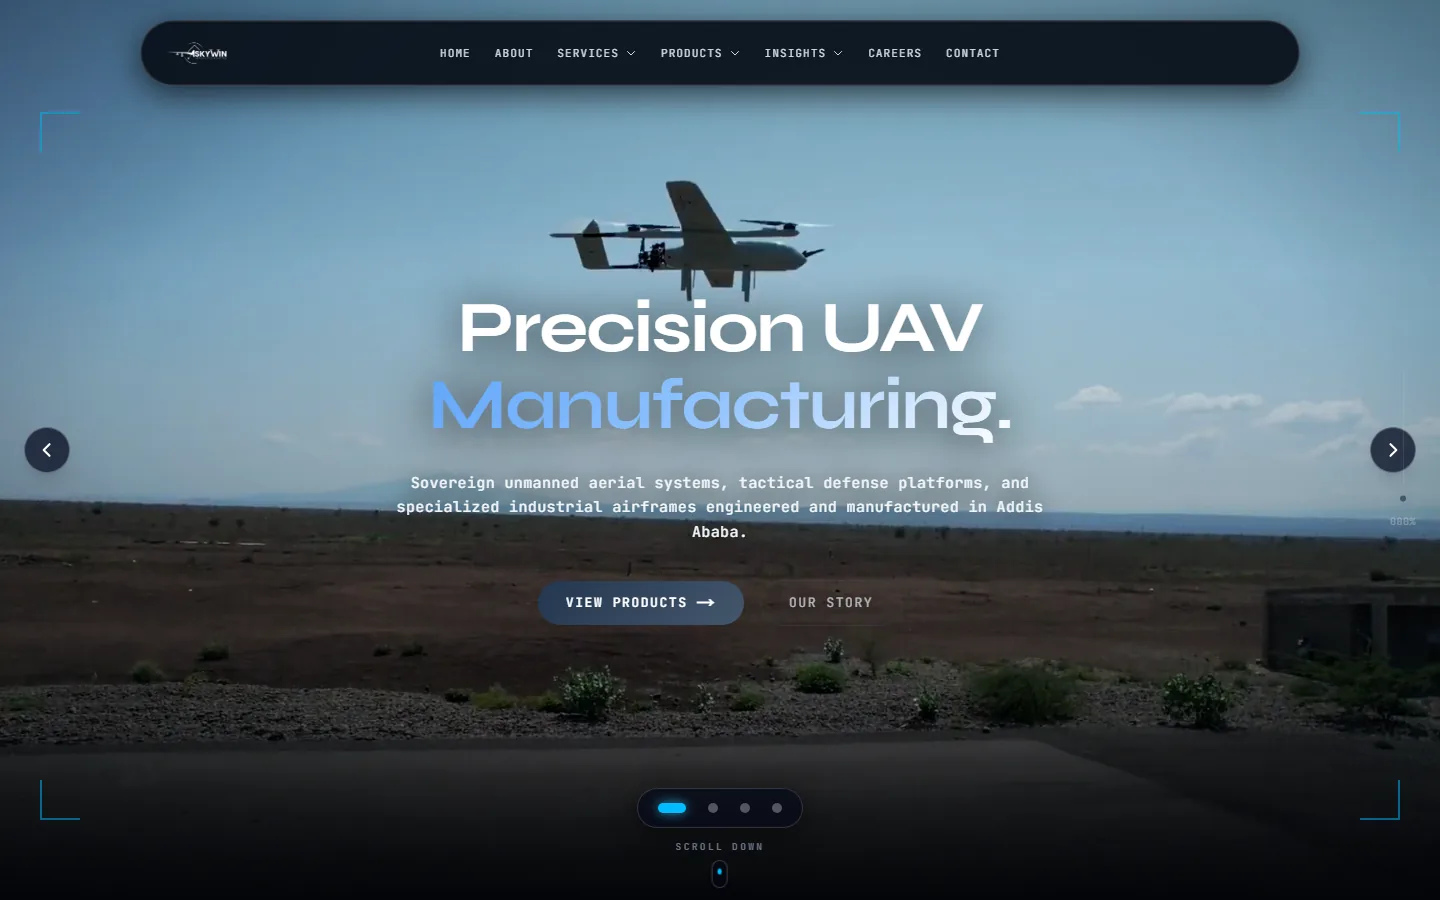 SKYWIN
HOME ABOUT SERVICES PRODUCTS INSIGHTS CAREERS CONTACT
Precision UAV
Manufacturing.
Sovereign unmanned aerial systems, tactical defense platforms, and
specialized industrial airframes engineered and manufactured in Addis
Ababa.
000%
VIEW PRODUCTS
OUR STORY
SCROLL DOWN